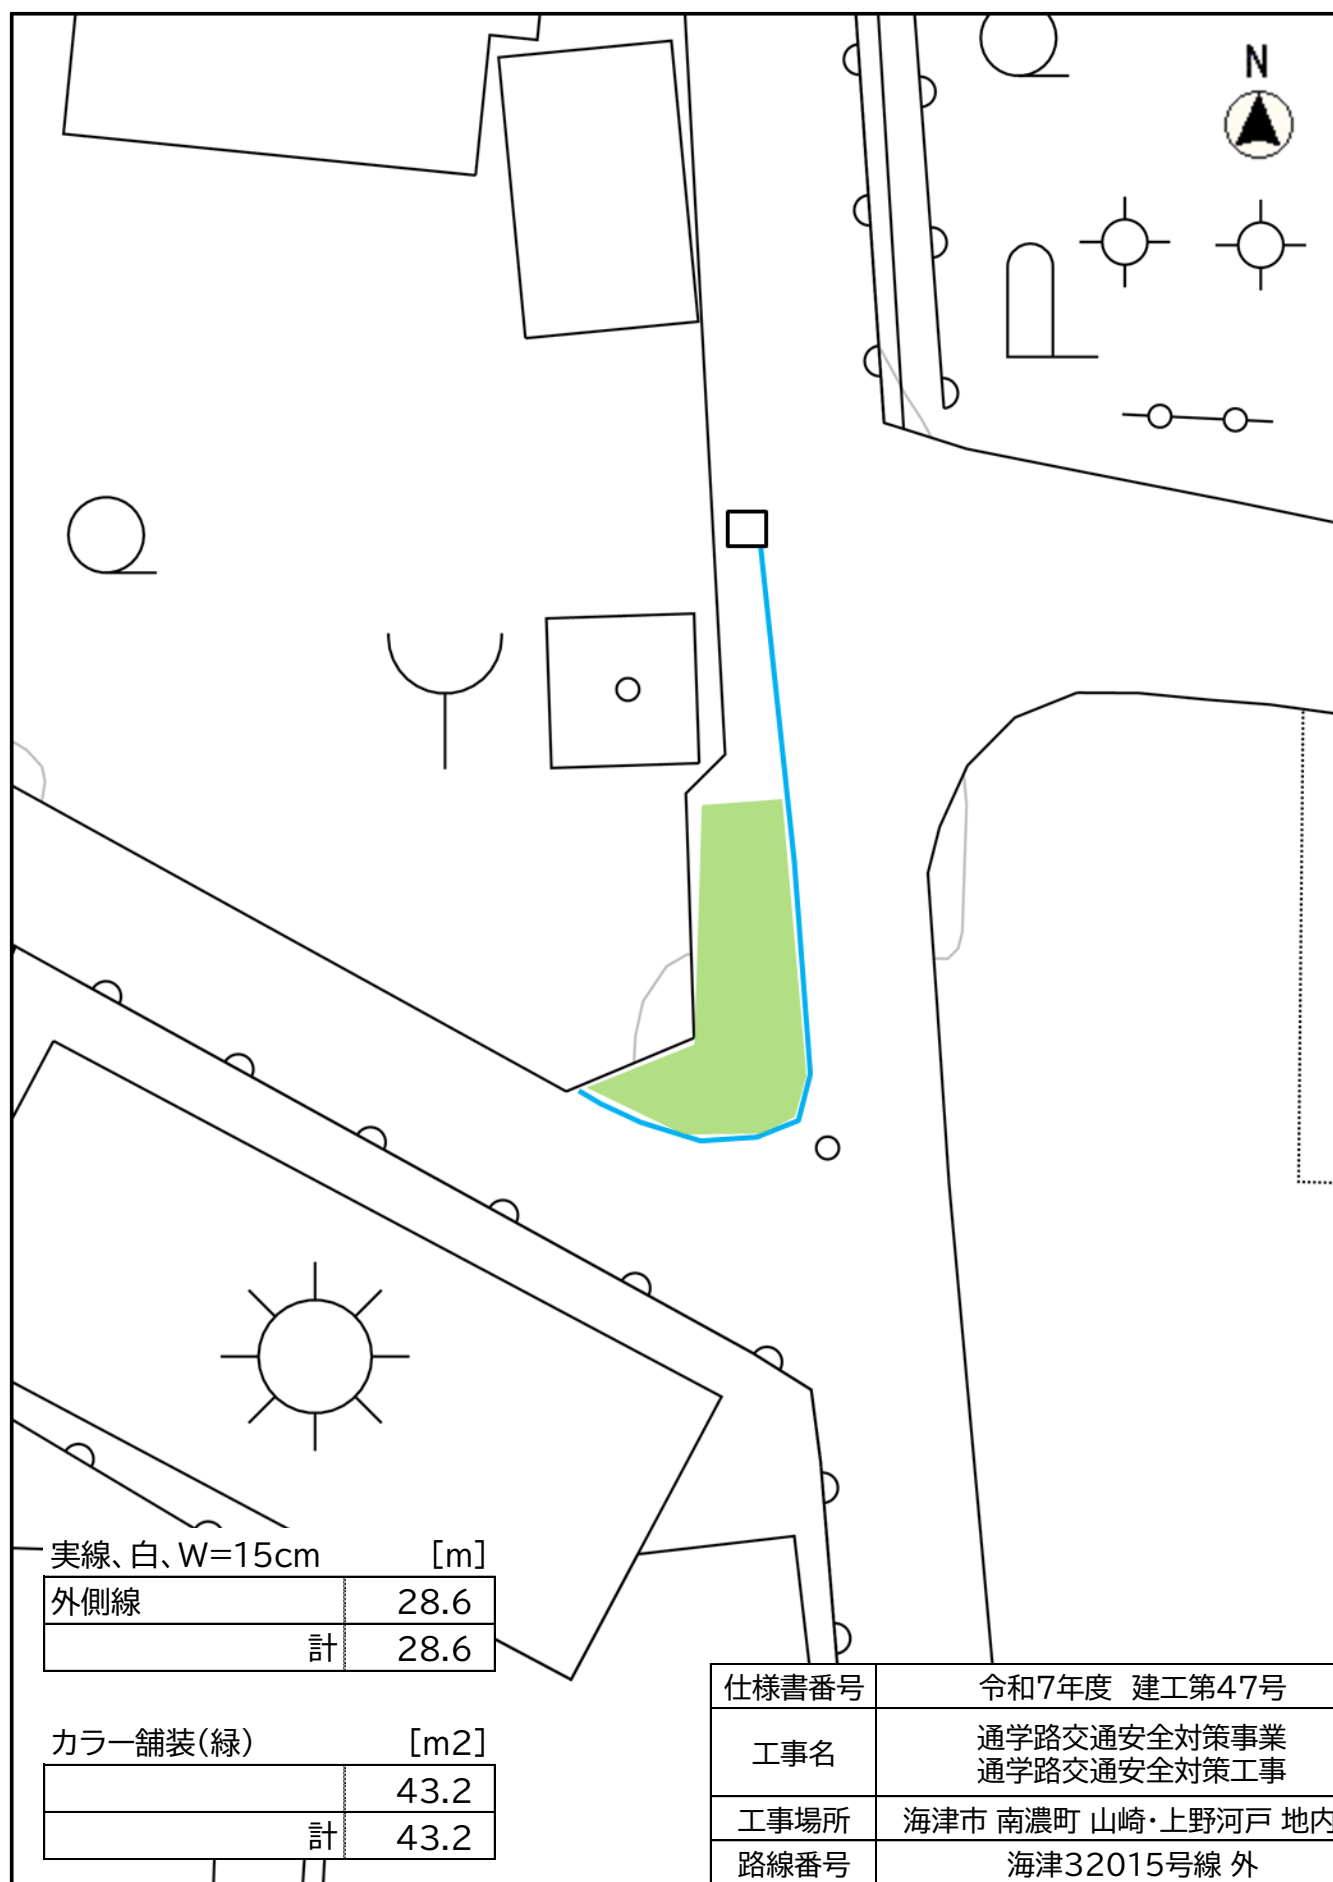 N
実線、白、W=15cm [m]
外側線 28.6
計 28.6
カラー舗装(緑) [m2]
43.2
計 43.2
仕様書番号 令和7年度 建工第47号
工事名 通学路交通安全対策事業
通学路交通安全対策工事
工事場所 海津市 南濃町 山崎・上野河戸 地内
路線番号 海津32015号線 外